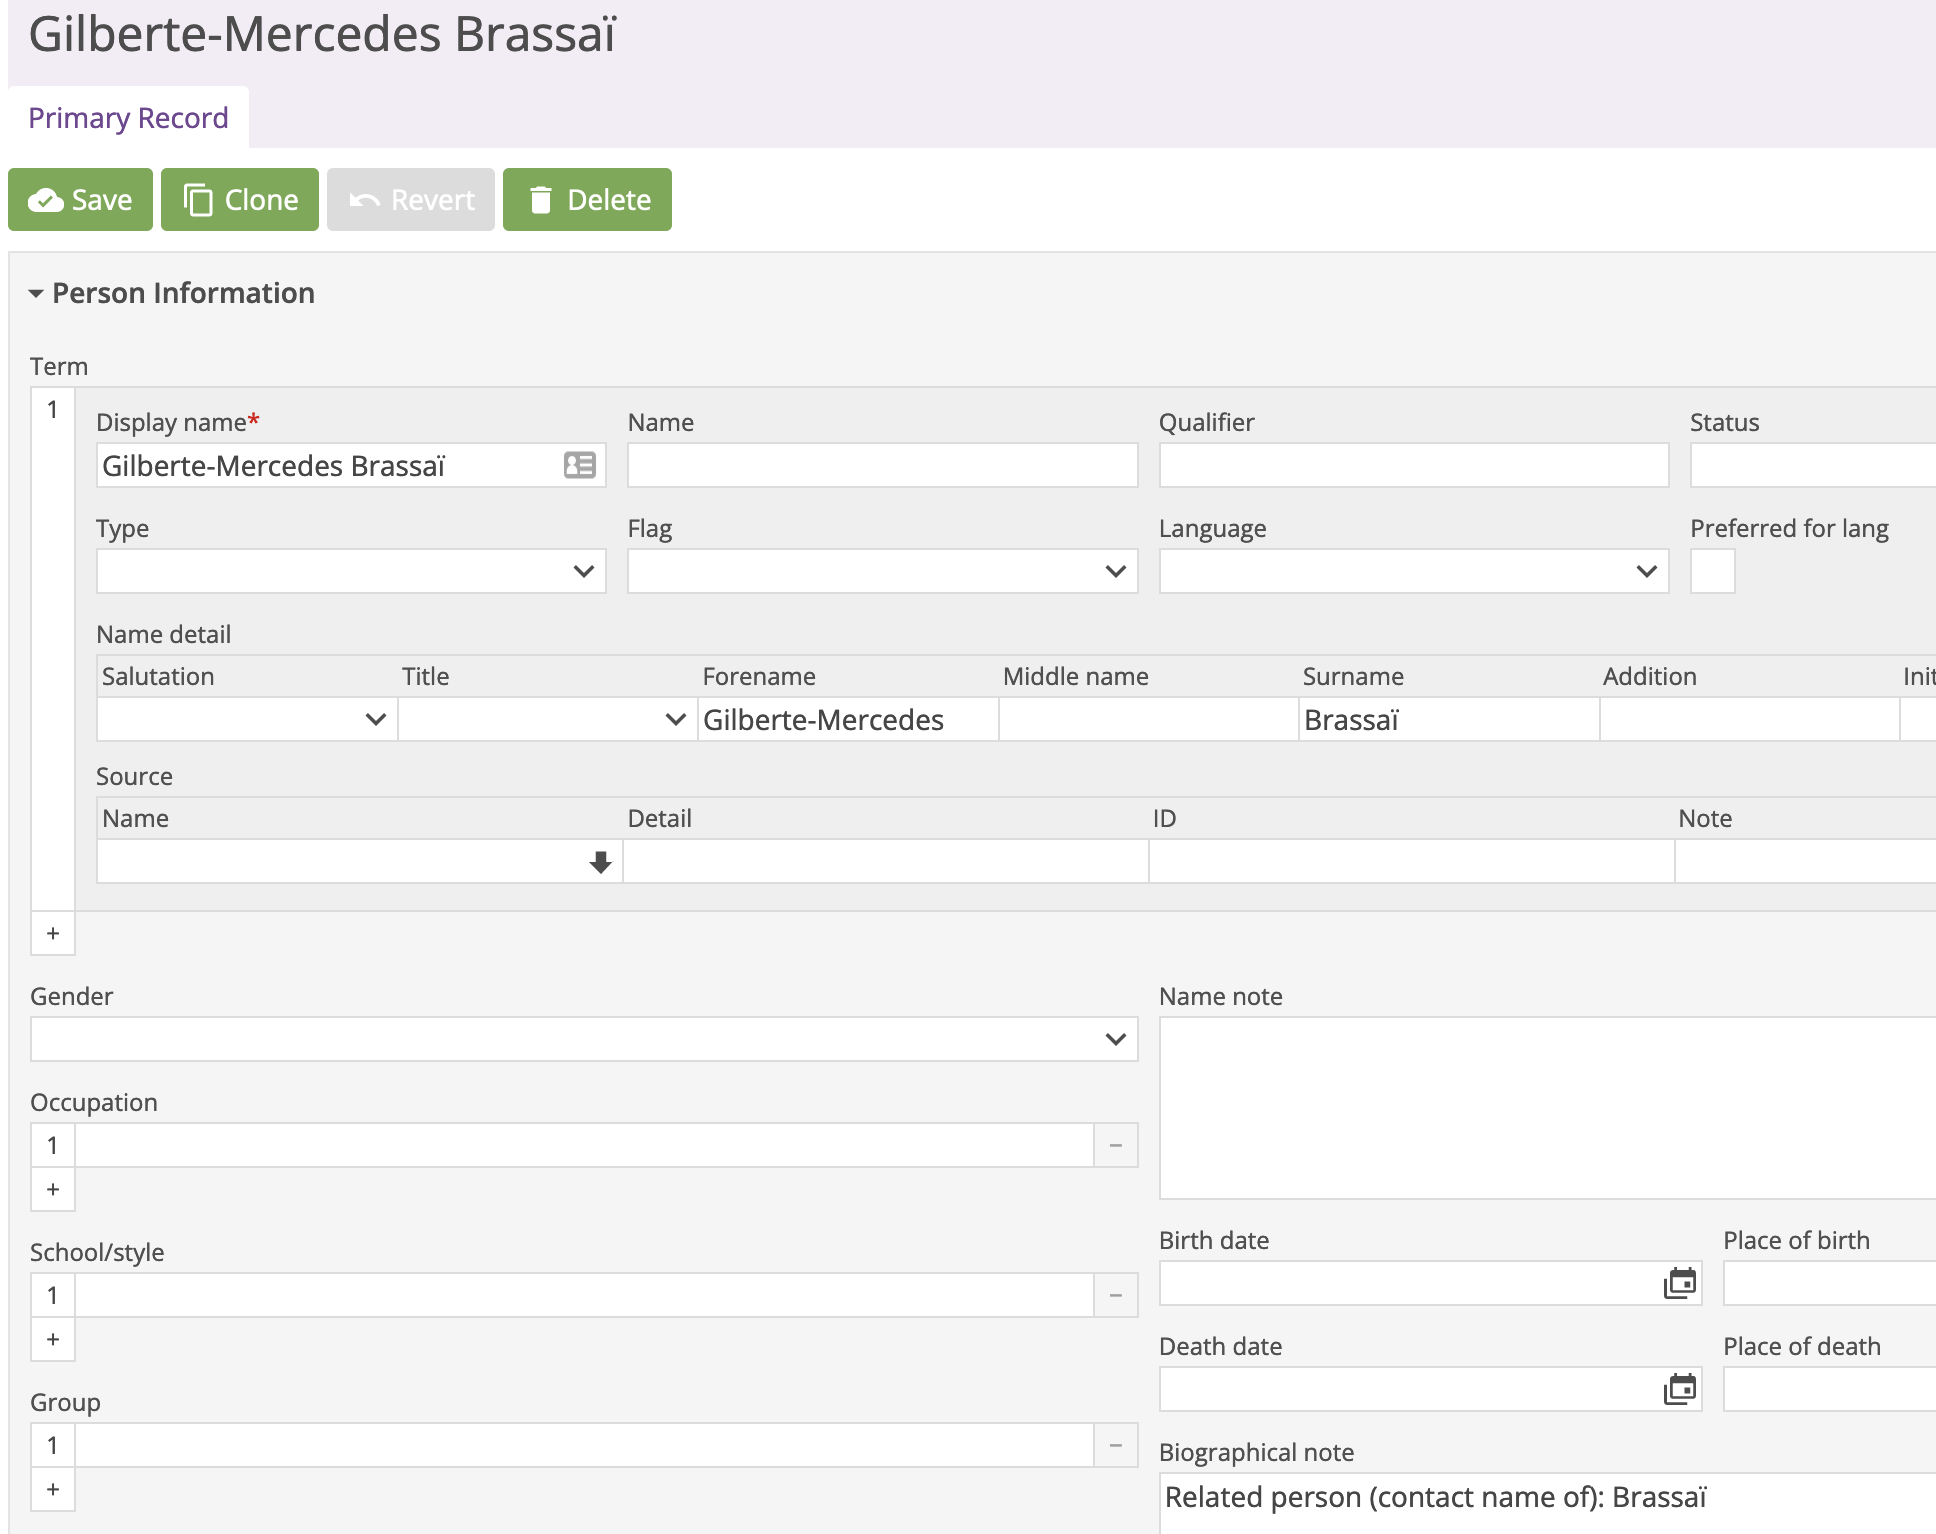 Gilberte-Mercedes Brassaï
Primary Record
Save Clone Revert Delete
Person Information
Term
1
Display name* Name Qualifier Status
Gilberte-Mercedes Brassaï
Type Flag Language Preferred for lang
Name detail
Salutation Title Forename Middle name Surname Addition Init
Gilberte-Mercedes Brassaï
Source
Name Detail ID Note
+
Gender Name note
Occupation
1 −
+
School/style Birth date Place of birth
1 −
+
Death date Place of death
Group
1 −
+
Biographical note
Related person (contact name of): Brassaï